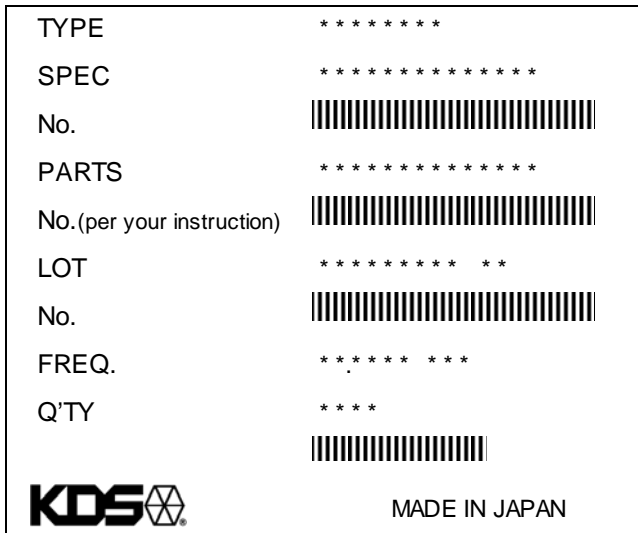 TYPE * * * * * * * *
SPEC * * * * * * * * * * * * * *
No.
PARTS * * * * * * * * * * * * * *
No.(per your instruction)
LOT * * * * * * * * * * *
No.
FREQ. * *.* * * * * * *
Q'TY * * * *
KDS MADE IN JAPAN